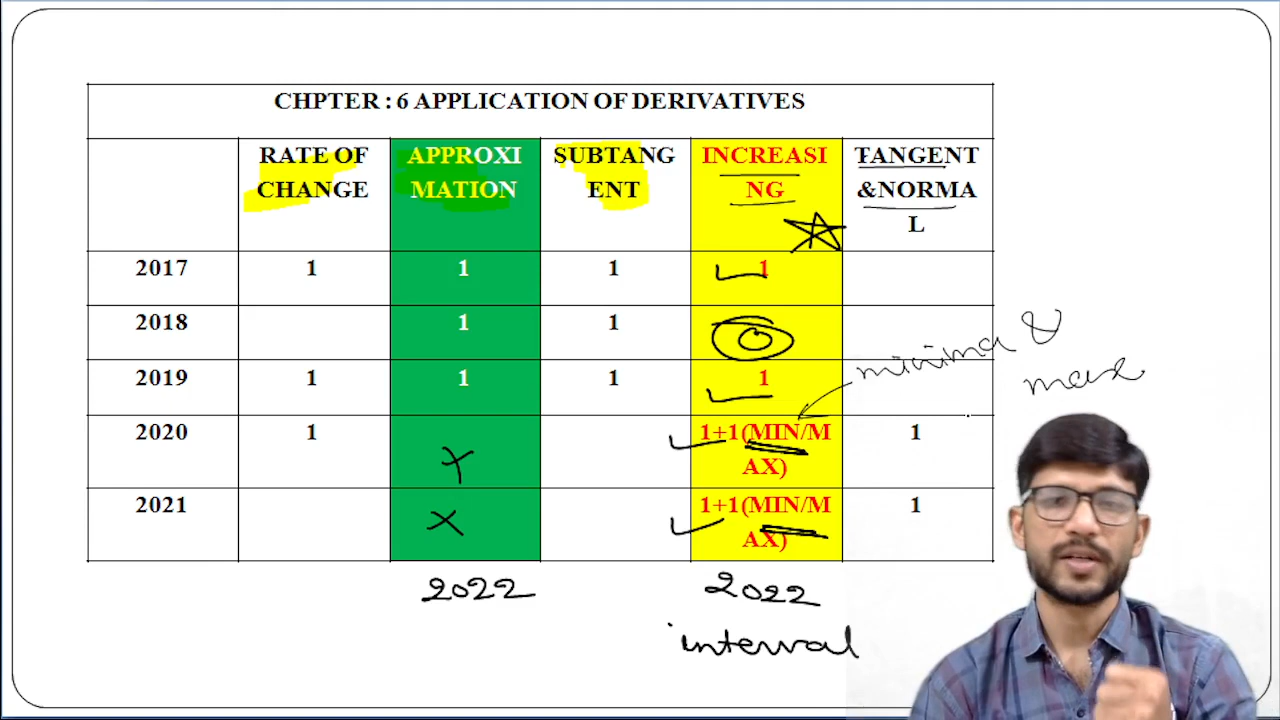 CHPTER : 6 APPLICATION OF DERIVATIVES
RATE OF CHANGE APPROXI MATION SUBTANG ENT INCREASI NG TANGENT &NORMA L
2017 1 1 1 1
2018 1 1 0
2019 1 1 1 1
minima &
max
2020 1 1+1(MIN/M AX) 1
2021 1+1(MIN/M AX) 1
2022 2022
interval